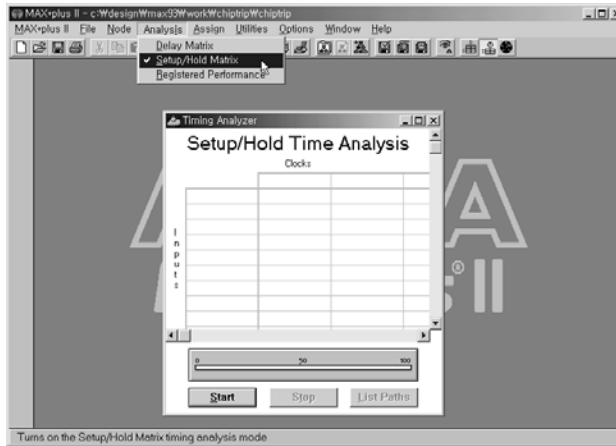 MAX+plus II - c:\design\max93\work\chiptrip\chiptrip
MAX+plus II File Node Analysis Assign Utilities Options Window Help
Delay Matrix
✓ Setup/Hold Matrix
Registered Performance
Timing Analyzer
Setup/Hold Time Analysis
Clocks
Inputs
0 50 100
Start Stop List Paths
A A
® II
Turns on the Setup/Hold Matrix timing analysis mode